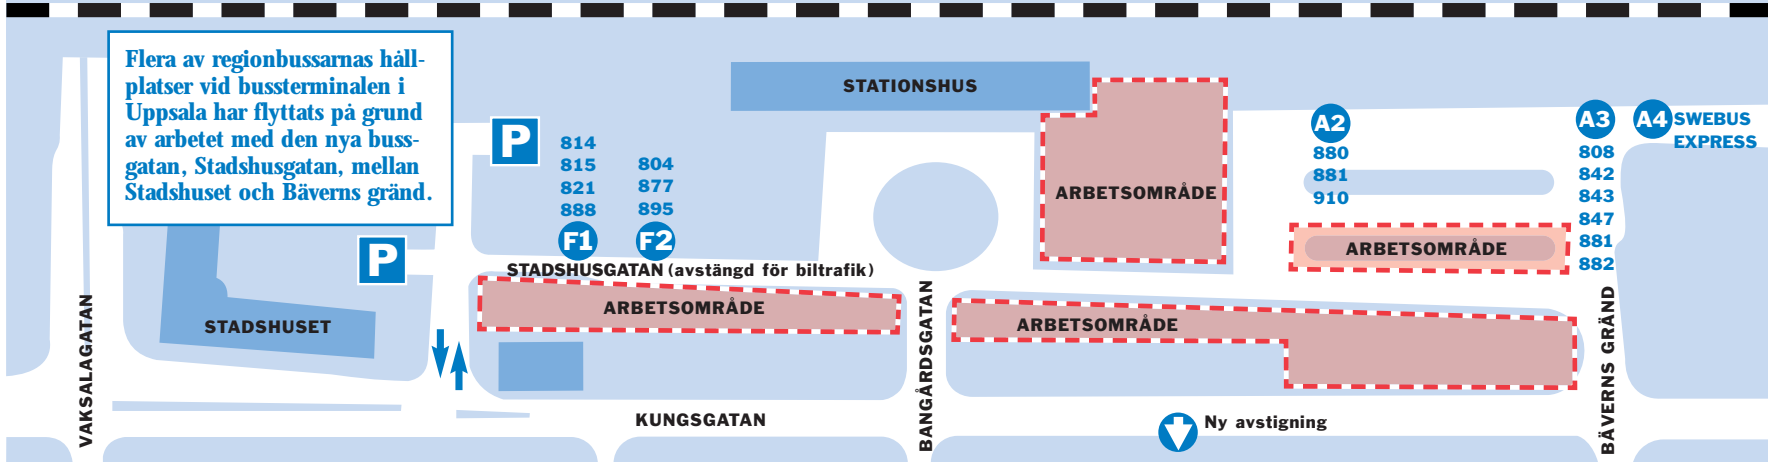 Flera av regionbussarnas håll-
platser vid bussterminalen i
Uppsala har flyttats på grund
av arbetet med den nya buss-
gatan, Stadshusgatan, mellan
Stadshuset och Bäverns gränd.
P
P
814
815
821
888
F1
804
877
895
F2
STATIONSHUS
ARBETSOMRÅDE
A2
880
881
910
A3
808
842
843
847
881
882
A4 SWEBUS
EXPRESS
ARBETSOMRÅDE
STADSHUSGATAN (avstängd för biltrafik)
ARBETSOMRÅDE
ARBETSOMRÅDE
STADSHUSET
VAKSALAGATAN
KUNGSGATAN
BANGÅRDSGATAN
Ny avstigning
BÄVERNS GRÄND